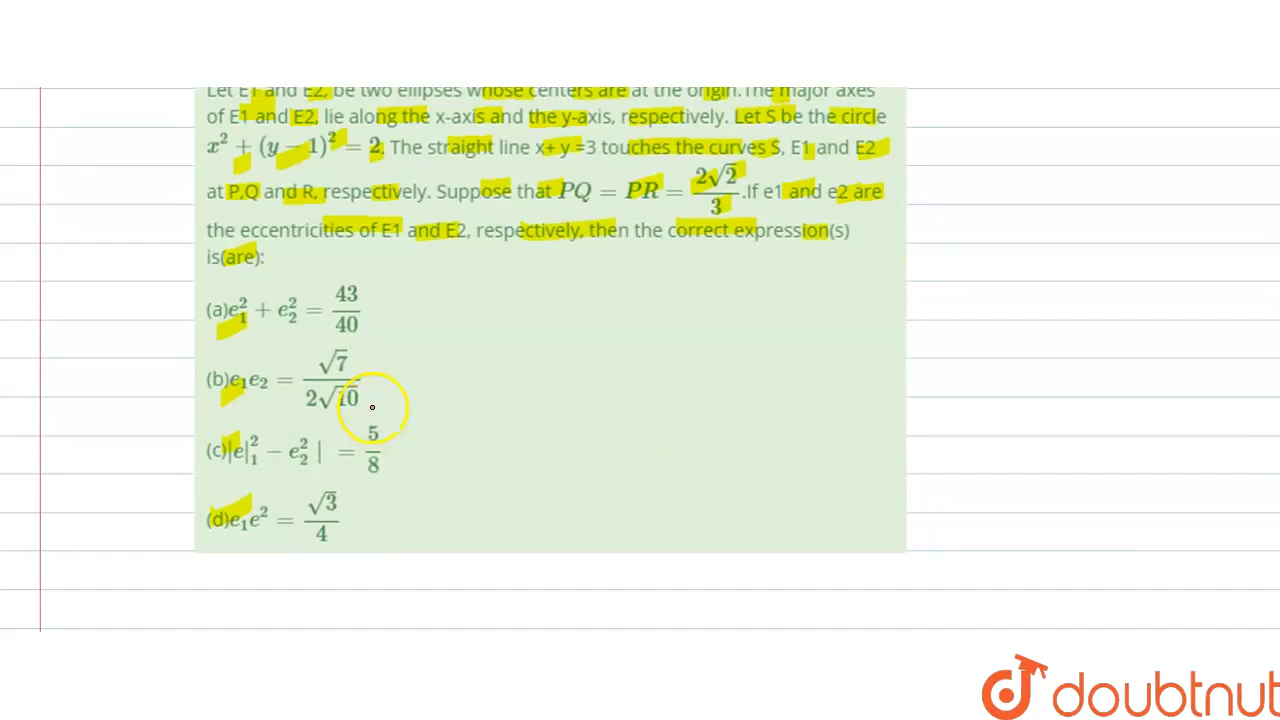 Let E1 and E2, be two ellipses whose centers are at the origin.The major axes
of E1 and E2, lie along the x-axis and the y-axis, respectively. Let S be the circle
x² + (y − 1)² = 2. The straight line x+ y =3 touches the curves S, E1 and E2
at P,Q and R, respectively. Suppose that PQ = PR = 2√2/3.If e1 and e2 are
the eccentricities of E1 and E2, respectively, then the correct expression(s)
is(are):
(a)e₁² + e₂² = 43/40
(b)e₁e₂ = √7/2√10
(c)|e|₁² − e₂² | = 5/8
(d)e₁e² = √3/4
doubtnut